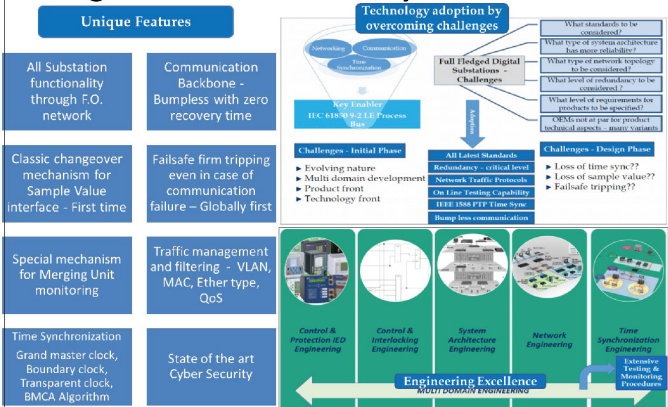 Unique Features
All Substation
functionality
through F.O.
network
Communication
Backbone -
Bumpless with zero
recovery time
Classic changeover
mechanism for
Sample Value
interface - First time
Failsafe firm tripping
even in case of
communication
failure – Globally first
Special mechanism
for Merging Unit
monitoring
Traffic management
and filtering - VLAN,
MAC, Ether type,
QoS
Time Synchronization
Grand master clock,
Boundary clock,
Transparent clock,
BMCA Algorithm
State of the art
Cyber Security
Technology adoption by
overcoming challenges
Networking
Communication
Time
Synchronization
Key Enabler
IEC 61850 9-2 LE Process
Bus
Full Fledged Digital
Substations -
Challenges
What standards to be
considered?
What type of system architecture
has more reliability?
What type of network topology
to be considered?
What level of redundancy to be
considered ?
What level of requirements for
products to be specified?
OEMs not at par for product
technical aspects - many variants
Adoption
Challenges - Initial Phase
Evolving nature
Multi domain development
Product front
Technology front
All Latest Standards
Redundancy - critical level
Network Traffic Protocols
On Line Testing Capability
IEEE 1588 PTP Time Sync
Bump less communication
Challenges - Design Phase
Loss of time sync??
Loss of sample value??
Failsafe tripping??
Control &
Protection IED
Engineering
Control &
Interlocking
Engineering
System
Architecture
Engineering
Network
Engineering
Time
Synchronization
Engineering
Extensive
Testing &
Monitoring
Procedures
Engineering Excellence
MULTI DOMAIN ENGINEERING